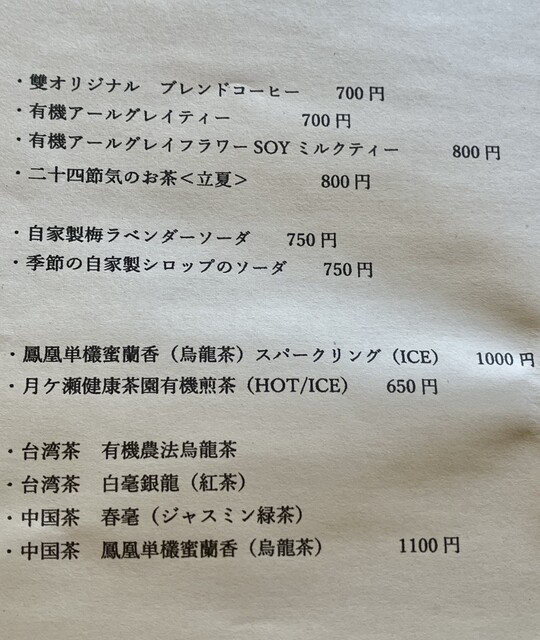 ・雙オリジナル　ブレンドコーヒー　700円
・有機アールグレイティー　700円
・有機アールグレイフラワーSOYミルクティー　800円
・二十四節気のお茶＜立夏＞　800円
・自家製梅ラベンダーソーダ　750円
・季節の自家製シロップのソーダ　750円
・鳳凰単欉蜜蘭香（烏龍茶）スパークリング（ICE）　1000円
・月ケ瀬健康茶園有機煎茶（HOT/ICE）　650円
・台湾茶　有機農法烏龍茶
・台湾茶　白毫銀龍（紅茶）
・中国茶　春毫（ジャスミン緑茶）
・中国茶　鳳凰単欉蜜蘭香（烏龍茶）　1100円